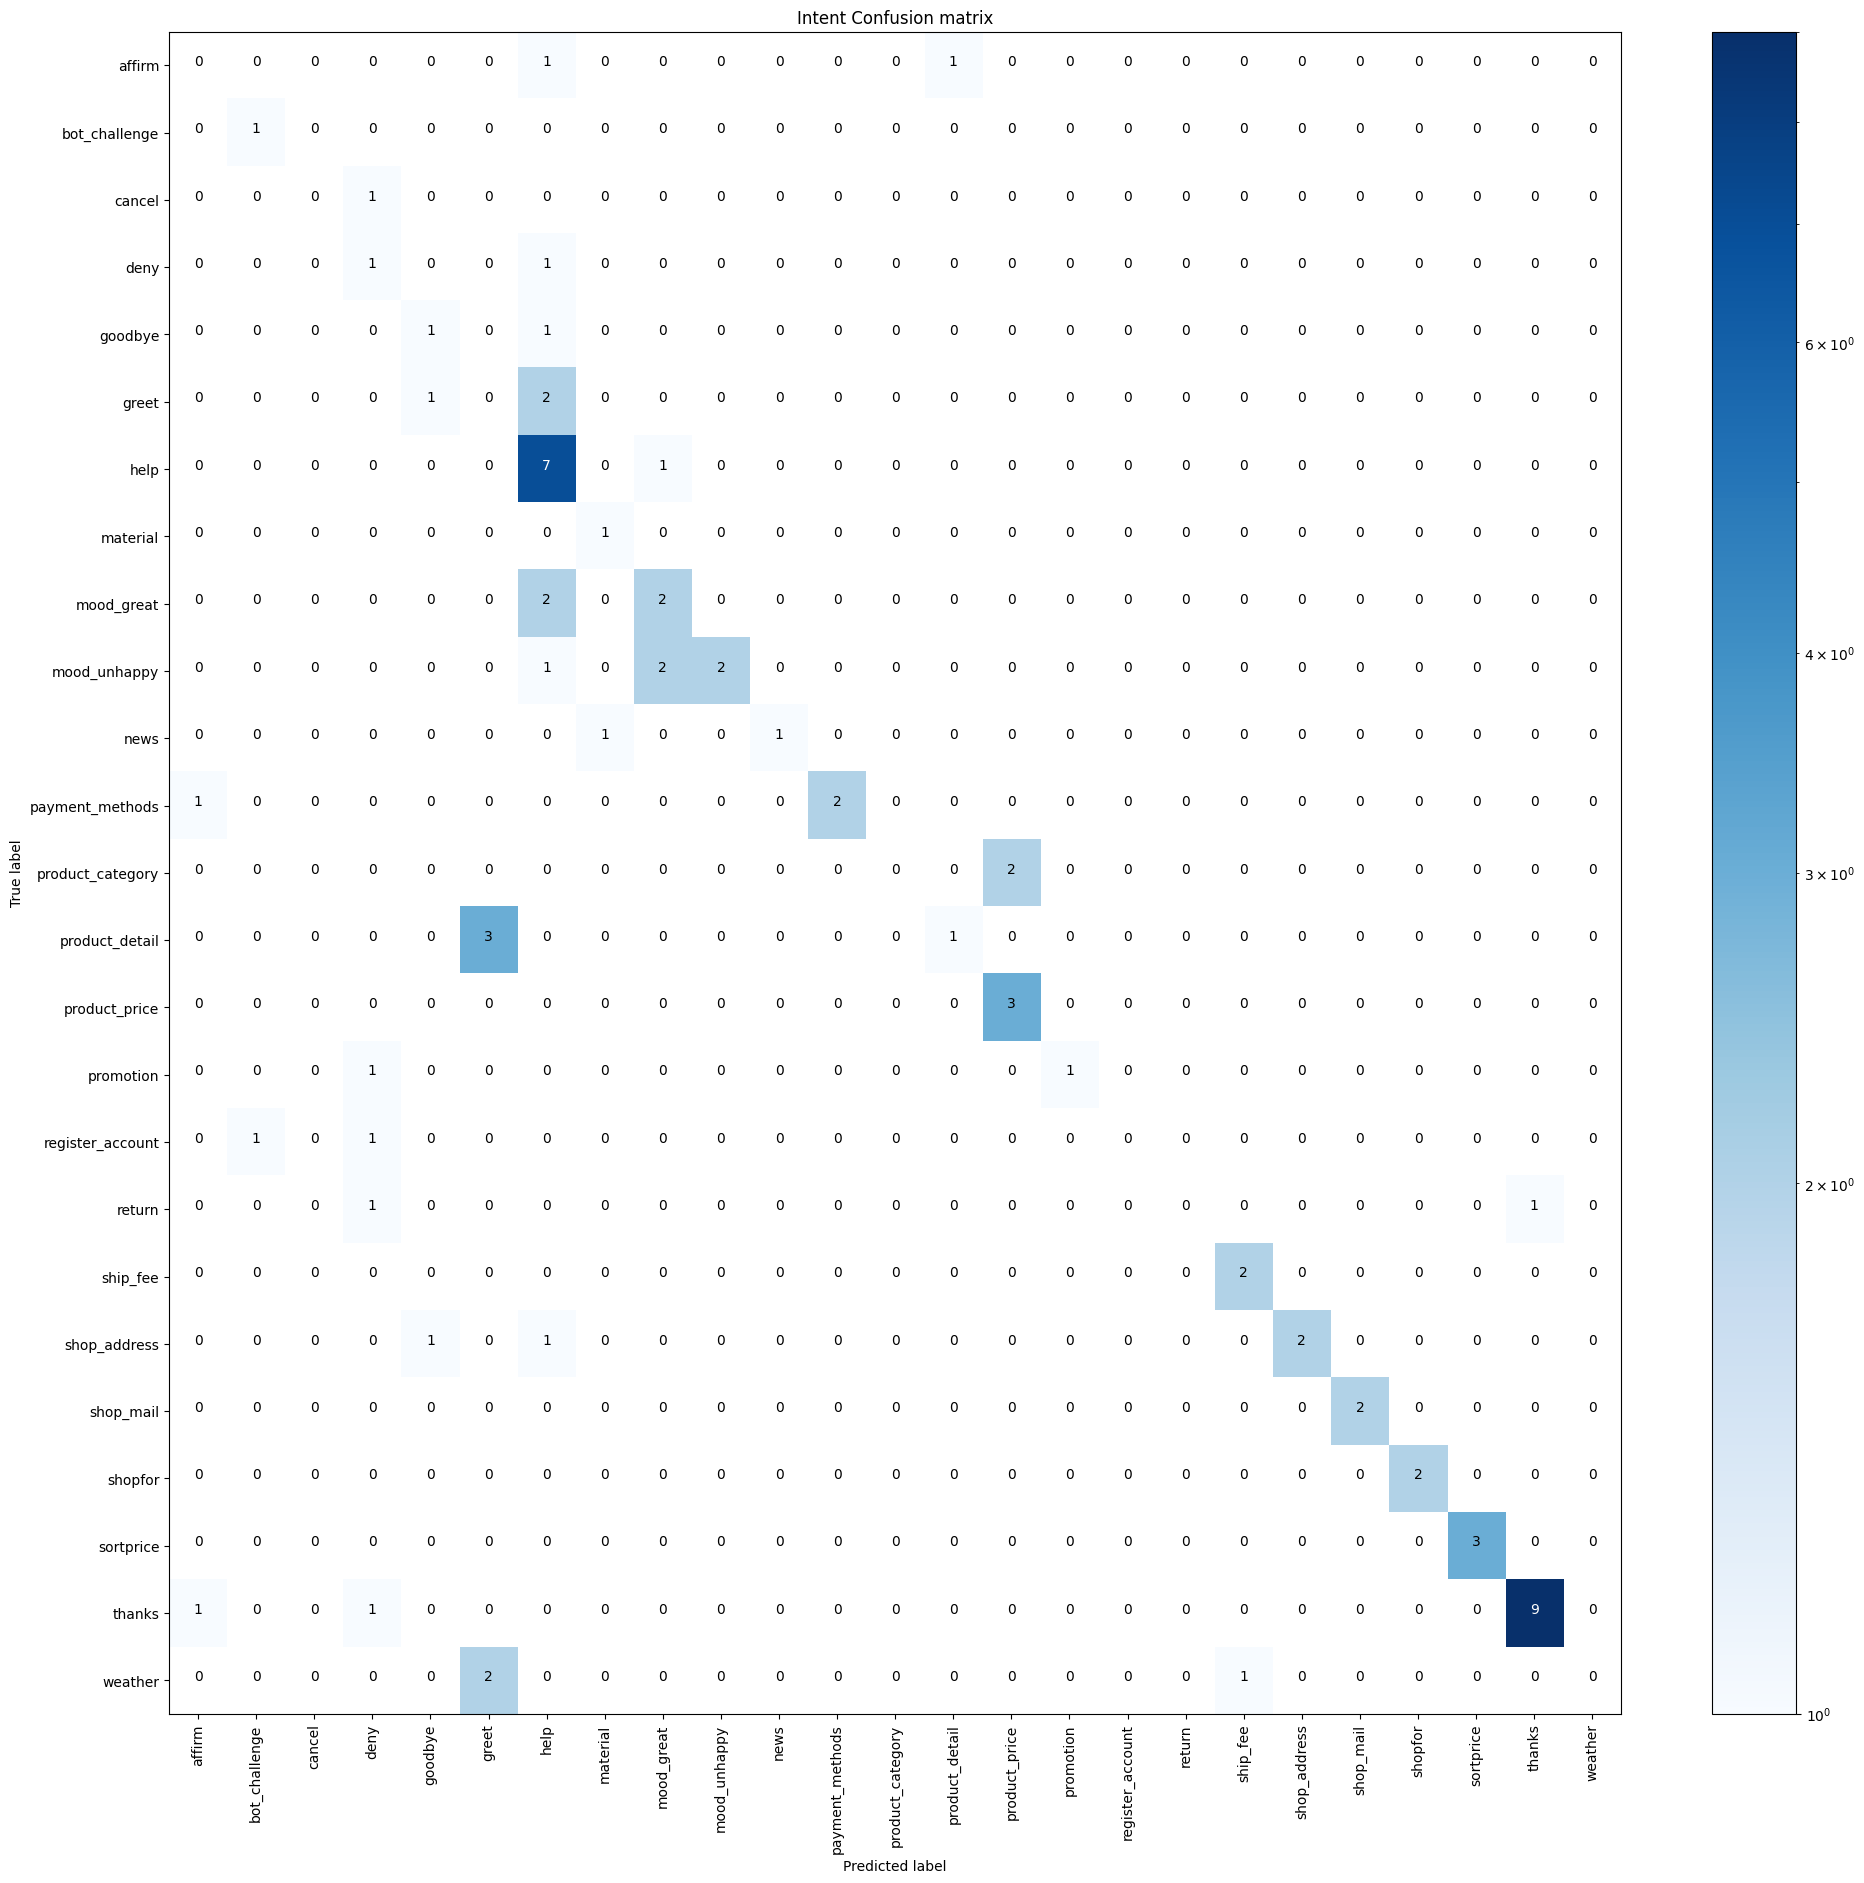 Intent Confusion matrix
affirm 0 0 0 0 0 0 1 0 0 0 0 0 0 1 0 0 0 0 0 0 0 0 0 0 0
bot_challenge 0 1 0 0 0 0 0 0 0 0 0 0 0 0 0 0 0 0 0 0 0 0 0 0 0
cancel 0 0 0 1 0 0 0 0 0 0 0 0 0 0 0 0 0 0 0 0 0 0 0 0 0
deny 0 0 0 1 0 0 1 0 0 0 0 0 0 0 0 0 0 0 0 0 0 0 0 0 0
goodbye 0 0 0 0 1 0 1 0 0 0 0 0 0 0 0 0 0 0 0 0 0 0 0 0 0
greet 0 0 0 0 1 0 2 0 0 0 0 0 0 0 0 0 0 0 0 0 0 0 0 0 0
help 0 0 0 0 0 0 7 0 1 0 0 0 0 0 0 0 0 0 0 0 0 0 0 0 0
material 0 0 0 0 0 0 0 1 0 0 0 0 0 0 0 0 0 0 0 0 0 0 0 0 0
mood_great 0 0 0 0 0 0 2 0 2 0 0 0 0 0 0 0 0 0 0 0 0 0 0 0 0
mood_unhappy 0 0 0 0 0 0 1 0 2 2 0 0 0 0 0 0 0 0 0 0 0 0 0 0 0
news 0 0 0 0 0 0 0 1 0 0 1 0 0 0 0 0 0 0 0 0 0 0 0 0 0
payment_methods 1 0 0 0 0 0 0 0 0 0 0 2 0 0 0 0 0 0 0 0 0 0 0 0 0
product_category 0 0 0 0 0 0 0 0 0 0 0 0 0 0 2 0 0 0 0 0 0 0 0 0 0
product_detail 0 0 0 0 0 3 0 0 0 0 0 0 0 1 0 0 0 0 0 0 0 0 0 0 0
product_price 0 0 0 0 0 0 0 0 0 0 0 0 0 0 3 0 0 0 0 0 0 0 0 0 0
promotion 0 0 0 1 0 0 0 0 0 0 0 0 0 0 0 1 0 0 0 0 0 0 0 0 0
register_account 0 1 0 1 0 0 0 0 0 0 0 0 0 0 0 0 0 0 0 0 0 0 0 0 0
return 0 0 0 1 0 0 0 0 0 0 0 0 0 0 0 0 0 0 0 0 0 0 0 1 0
ship_fee 0 0 0 0 0 0 0 0 0 0 0 0 0 0 0 0 0 0 2 0 0 0 0 0 0
shop_address 0 0 0 0 1 0 1 0 0 0 0 0 0 0 0 0 0 0 0 2 0 0 0 0 0
shop_mail 0 0 0 0 0 0 0 0 0 0 0 0 0 0 0 0 0 0 0 0 2 0 0 0 0
shopfor 0 0 0 0 0 0 0 0 0 0 0 0 0 0 0 0 0 0 0 0 0 2 0 0 0
sortprice 0 0 0 0 0 0 0 0 0 0 0 0 0 0 0 0 0 0 0 0 0 0 3 0 0
thanks 1 0 0 1 0 0 0 0 0 0 0 0 0 0 0 0 0 0 0 0 0 0 0 9 0
weather 0 0 0 0 0 2 0 0 0 0 0 0 0 0 0 0 0 0 1 0 0 0 0 0 0
True label
affirm
bot_challenge
cancel
deny
goodbye
greet
help
material
mood_great
mood_unhappy
news
payment_methods
product_category
product_detail
product_price
promotion
register_account
return
ship_fee
shop_address
shop_mail
shopfor
sortprice
thanks
weather
Predicted label
6 × 10⁰
4 × 10⁰
3 × 10⁰
2 × 10⁰
10⁰